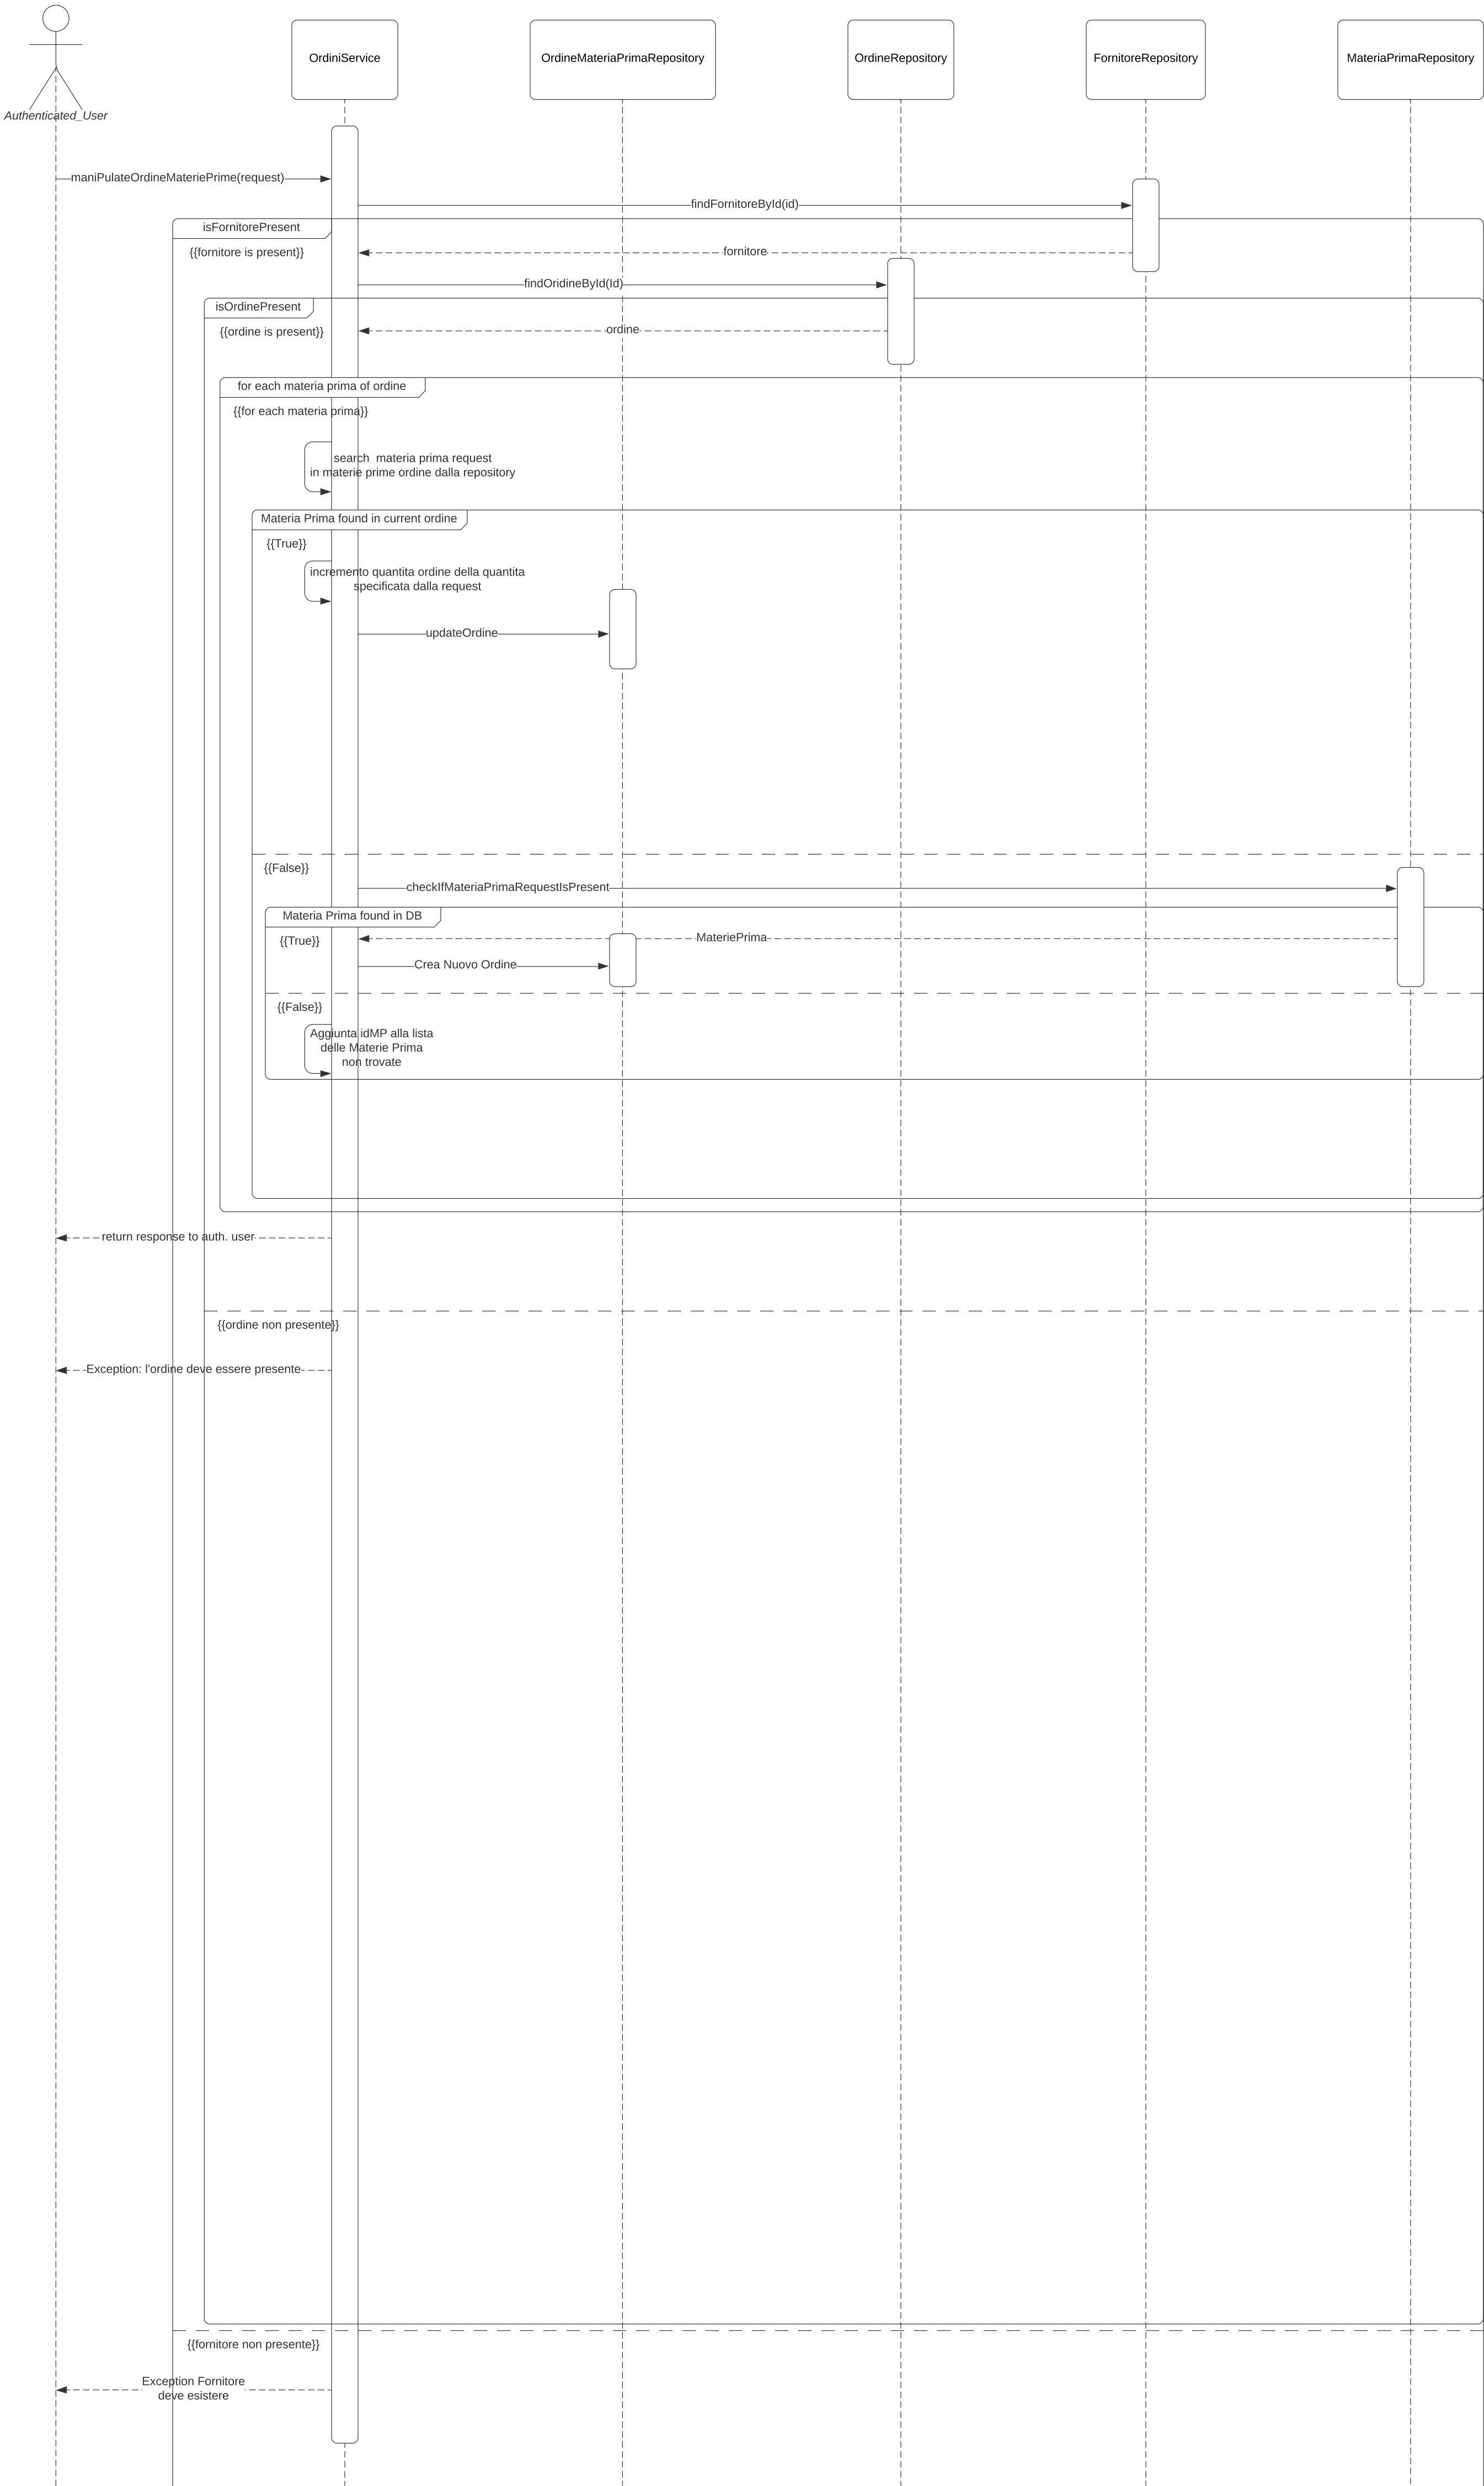 OrdiniService
OrdineMateriaPrimaRepository
OrdineRepository
FornitoreRepository
MateriaPrimaRepository
Authenticated_User
maniPulateOrdineMateriePrime(request)
findFornitoreById(id)
isFornitorePresent
{{fornitore is present}}
fornitore
findOridineById(Id)
isOrdinePresent
{{ordine is present}}
ordine
for each materia prima of ordine
{{for each materia prima}}
search  materia prima request
in materie prime ordine dalla repository
Materia Prima found in current ordine
{{True}}
incremento quantita ordine della quantita
specificata dalla request
updateOrdine
{{False}}
checkIfMateriaPrimaRequestIsPresent
Materia Prima found in DB
{{True}}
MateriePrima
Crea Nuovo Ordine
{{False}}
Aggiunta idMP alla lista
delle Materie Prima
non trovate
return response to auth. user
{{ordine non presente}}
Exception: l'ordine deve essere presente
{{fornitore non presente}}
Exception Fornitore
deve esistere